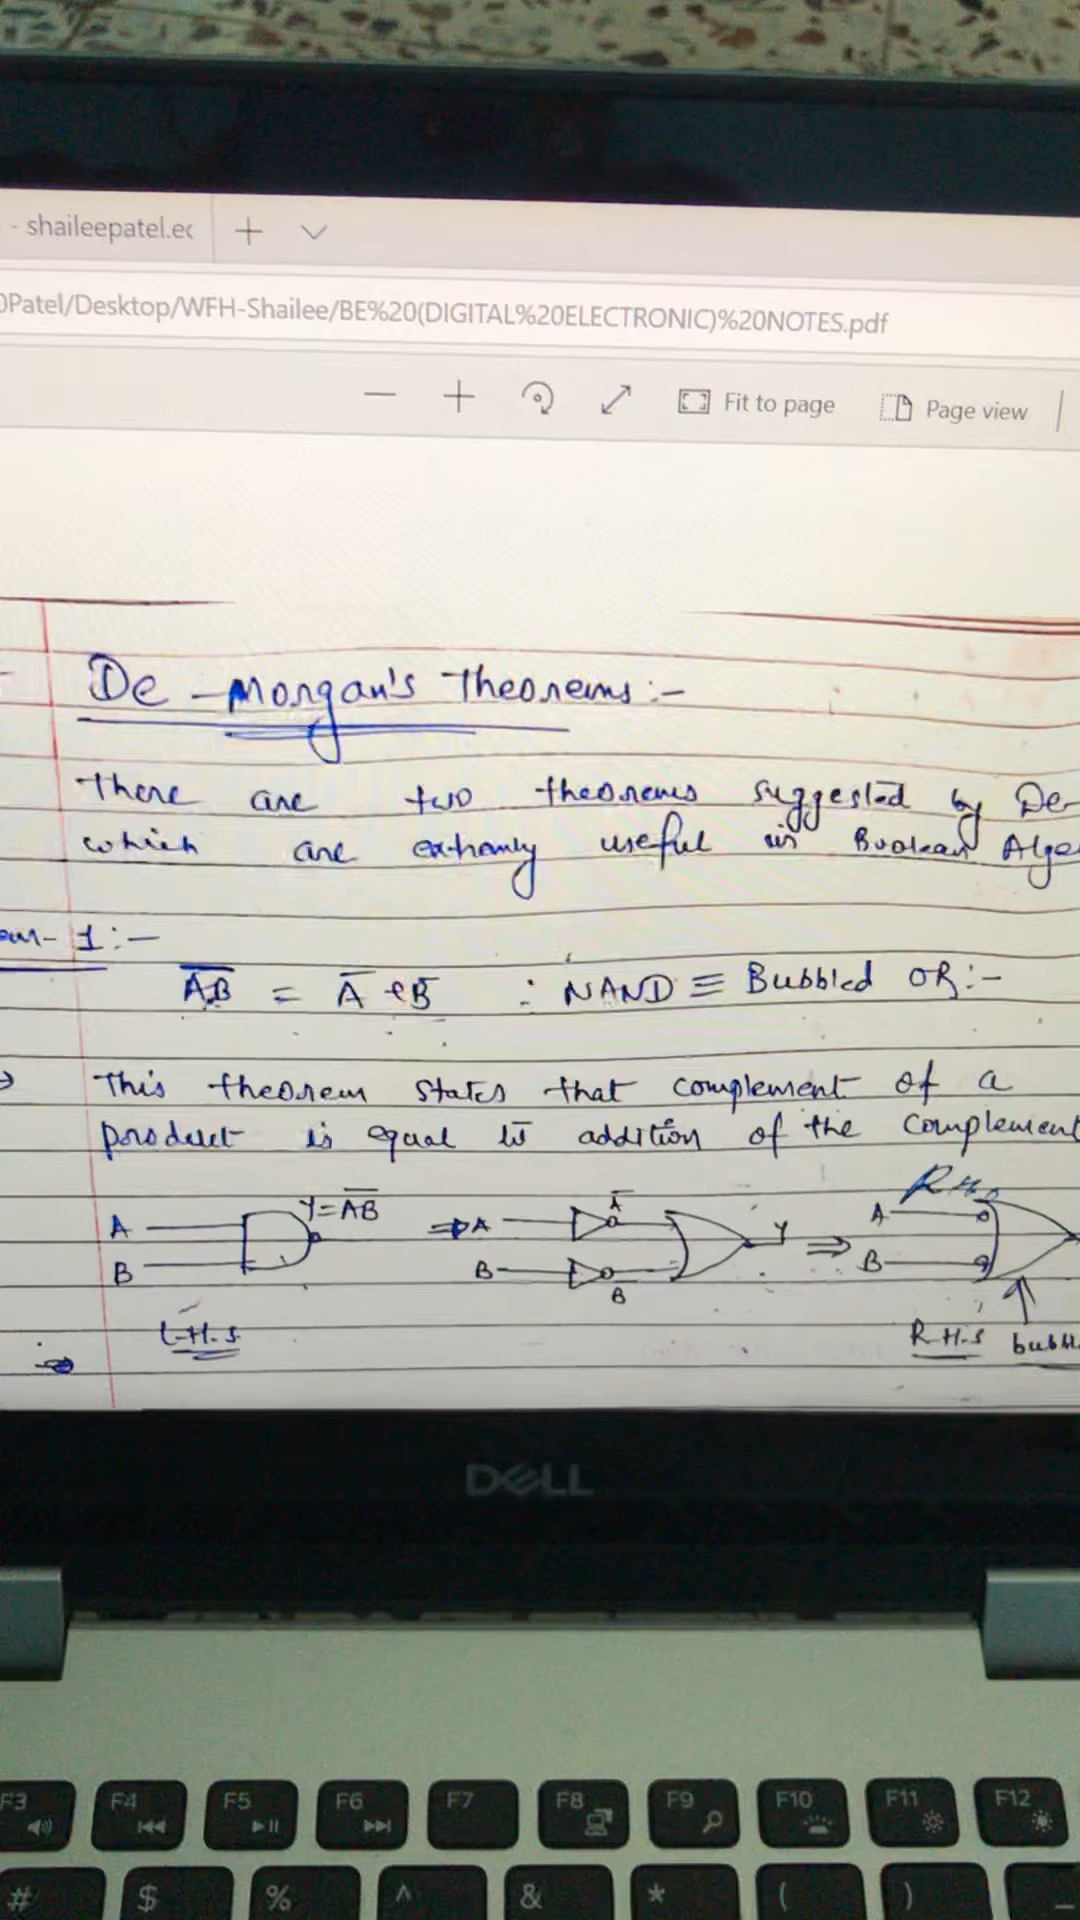 - shaileepatel.ec
Patel/Desktop/WFH-Shailee/BE%20(DIGITAL%20ELECTRONIC)%20NOTES.pdf
Fit to page
Page view
De-Morgan's Theorems:-
There are two theorems suggested by De-
which are extramly useful in Boolean Alge
1:-
A̅B̅ = A̅ + B̅ ∴ NAND ≡ Bubbled OR:-
This theorem states that complement of a
product is equal to addition of the complement
A
B
Y=A̅B̅
⇒
A
A̅
B
B
Y
⇒
RHS
A
B
L-H-S
R-H-S bubbl
DELL
F3 F4 F5 F6 F7 F8 F9 F10 F11 F12
# $ % ^ & * ( ) _